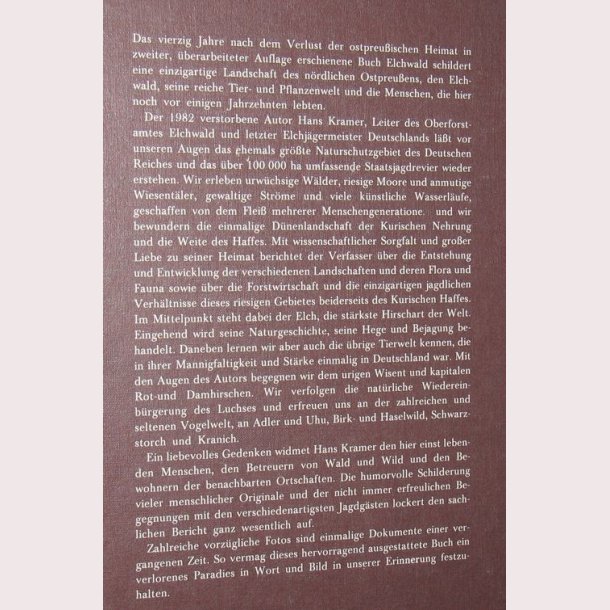 Das vierzig Jahre nach dem Verlust der ostpreußischen Heimat in
zweiter, überarbeiteter Auflage erschienene Buch Elchwald schildert
eine einzigartige Landschaft des nördlichen Ostpreußens, den Elch-
wald, seine reiche Tier- und Pflanzenwelt und die Menschen, die hier
noch vor einigen Jahrzehnten lebten.
Der 1982 verstorbene Autor Hans Kramer, Leiter des Oberforst-
amtes Elchwald und letzter Elchjägermeister Deutschlands läßt vor
unseren Augen das ehemals größte Naturschutzgebiet des Deutschen
Reiches und das über 100 000 ha umfassende Staatsjagdrevier wieder
erstehen. Wir erleben urwüchsige Wälder, riesige Moore und anmutige
Wiesentäler, gewaltige Ströme und viele künstliche Wasserläufe,
geschaffen von dem Fleiß mehrerer Menschengeneratione. und wir
bewundern die einmalige Dünenlandschaft der Kurischen Nehrung
und die Weite des Haffes. Mit wissenschaftlicher Sorgfalt und großer
Liebe zu seiner Heimat berichtet der Verfasser über die Entstehung
und Entwicklung der verschiedenen Landschaften und deren Flora und
Fauna sowie über die Forstwirtschaft und die einzigartigen jagdlichen
Verhältnisse dieses riesigen Gebietes beiderseits des Kurischen Haffes.
Im Mittelpunkt steht dabei der Elch, die stärkste Hirschart der Welt.
Eingehend wird seine Naturgeschichte, seine Hege und Bejagung be-
handelt. Daneben lernen wir aber auch die übrige Tierwelt kennen, die
in ihrer Mannigfaltigkeit und Stärke einmalig in Deutschland war. Mit
den Augen des Autors begegnen wir dem urigen Wisent und kapitalen
Rot-und Damhirschen. Wir verfolgen die natürliche Wiederein-
bürgerung des Luchses und erfreuen uns an der zahlreichen und
seltenen Vogelwelt, an Adler und Uhu, Birk- und Haselwild, Schwarz-
storch und Kranich.
Ein liebevolles Gedenken widmet Hans Kramer den hier einst leben-
den Menschen, den Betreuern von Wald und Wild und den Be-
wohnern der benachbarten Ortschaften. Die humorvolle Schilderung
vieler menschlicher Originale und der nicht immer erfreulichen Be-
gegnungen mit den verschiedenartigsten Jagdgästen lockert den sach-
lichen Bericht ganz wesentlich auf.
Zahlreiche vorzügliche Fotos sind einmalige Dokumente einer ver-
gangenen Zeit. So vermag dieses hervorragend ausgestattete Buch ein
verlorenes Paradies in Wort und Bild in unserer Erinnerung festzu-
halten.